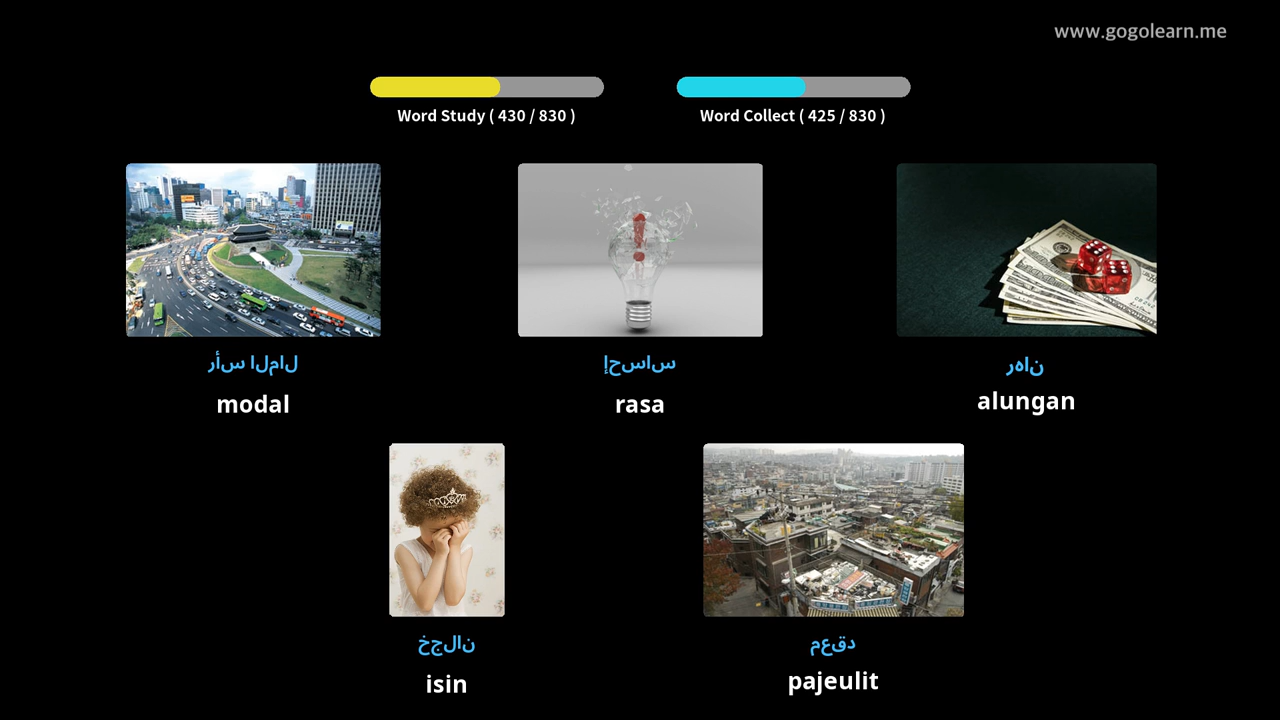 www.gogolearn.me
Word Study ( 430 / 830 )
Word Collect ( 425 / 830 )
رأس المال
modal
إحساس
rasa
رهان
alungan
خجلان
isin
معقد
pajeulit